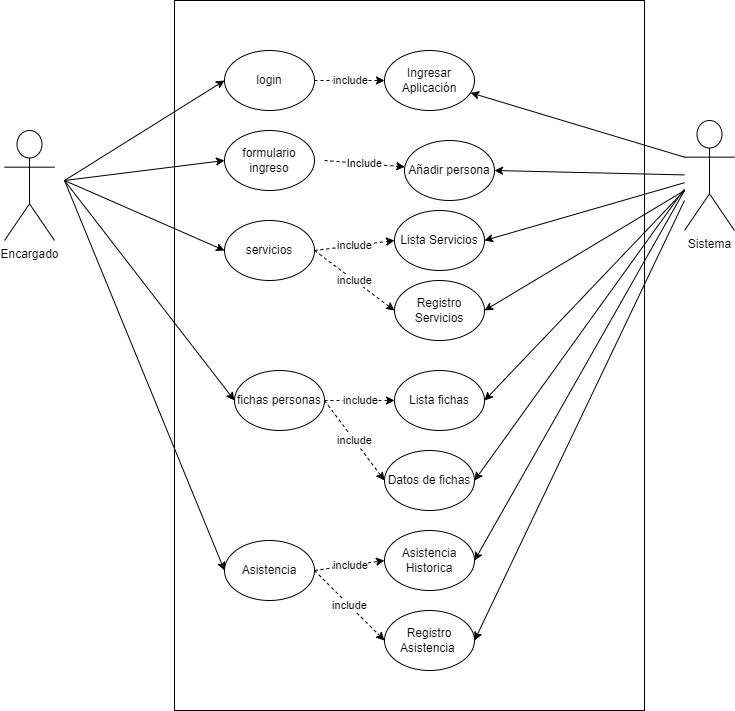 login
include
Ingresar
Aplicación
formulario
ingreso
Include
Añadir persona
Encargado
servicios
include
Lista Servicios
Sistema
include
Registro
Servicios
fichas personas
include
Lista fichas
include
Datos de fichas
Asistencia
include
Asistencia
Historica
include
Registro
Asistencia